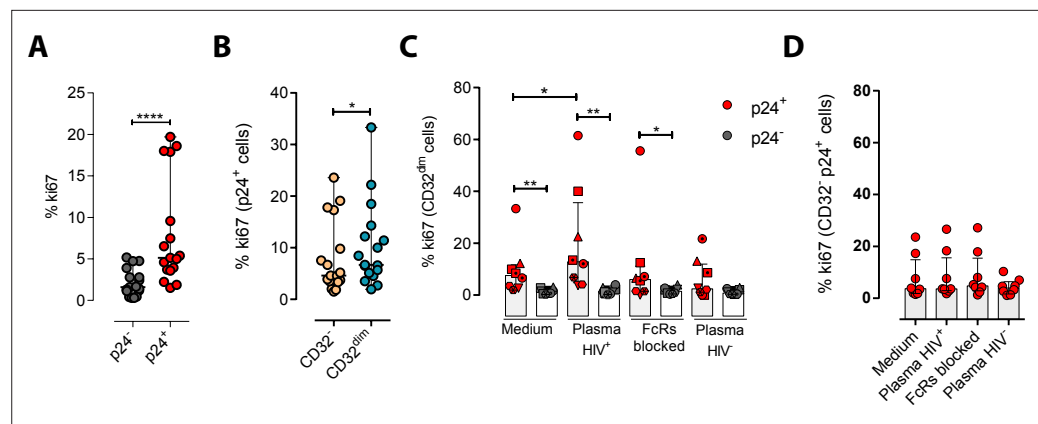 A
% ki67
25
20
15
10
5
0
****
p24-
p24+
B
% ki67 (p24+ cells)
40
30
20
10
0
*
CD32-
CD32dim
C
% ki67 (CD32dim cells)
80
60
40
20
0
*
**
**
*
p24+
p24-
Medium
Plasma
HIV+
FcRs
blocked
Plasma
HIV-
D
% ki67 (CD32- p24+ cells)
80
60
40
20
0
Medium
Plasma HIV+
FcRs blocked
Plasma HIV-